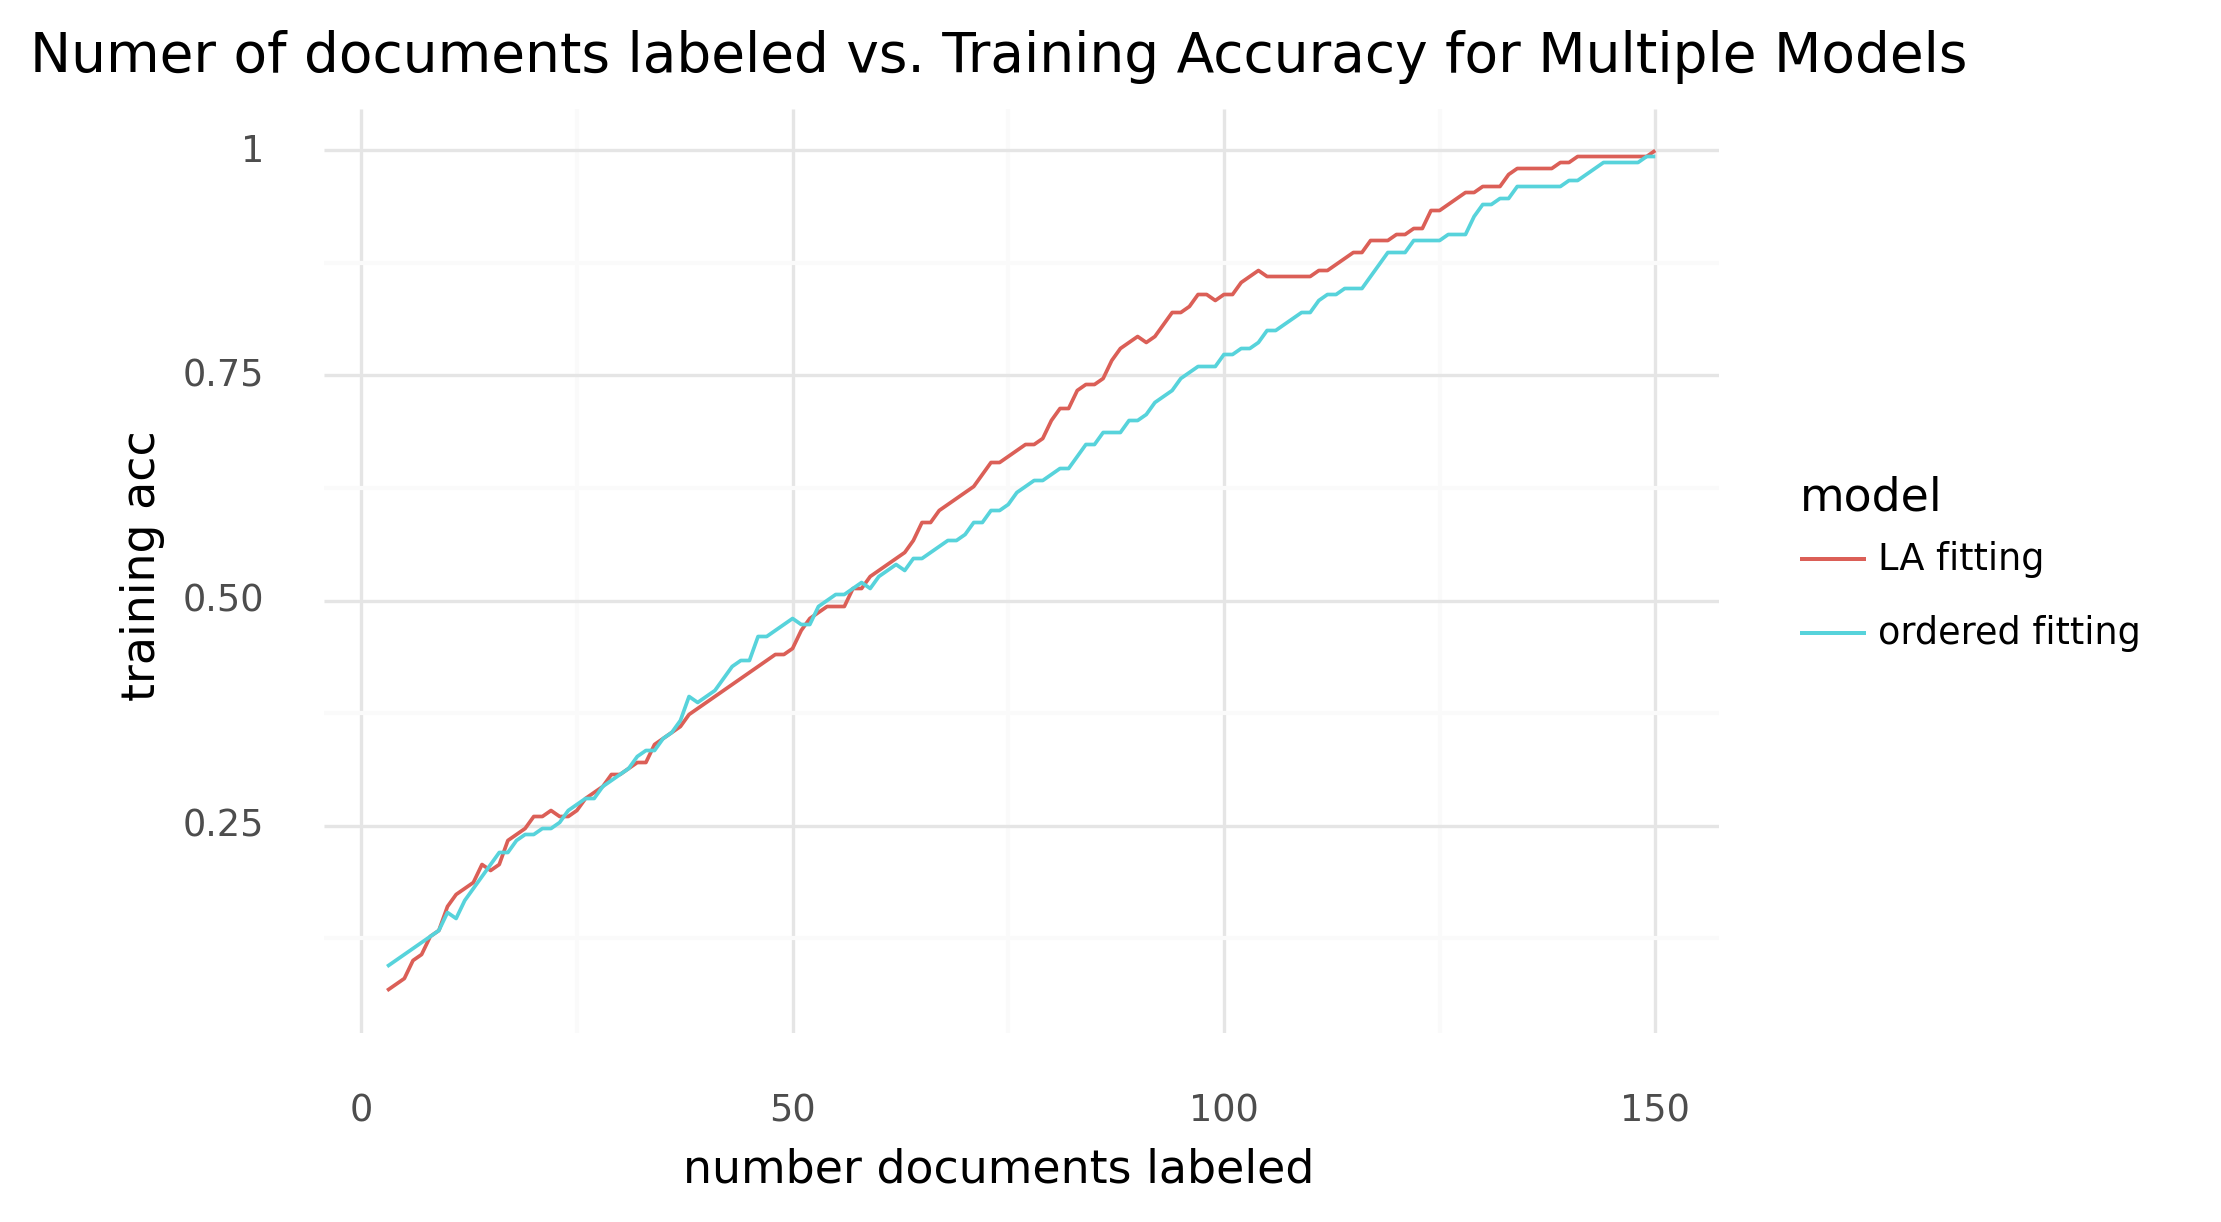 Numer of documents labeled vs. Training Accuracy for Multiple Models
1
0.75
0.50
0.25
training acc
0
50
100
150
number documents labeled
model
LA fitting
ordered fitting